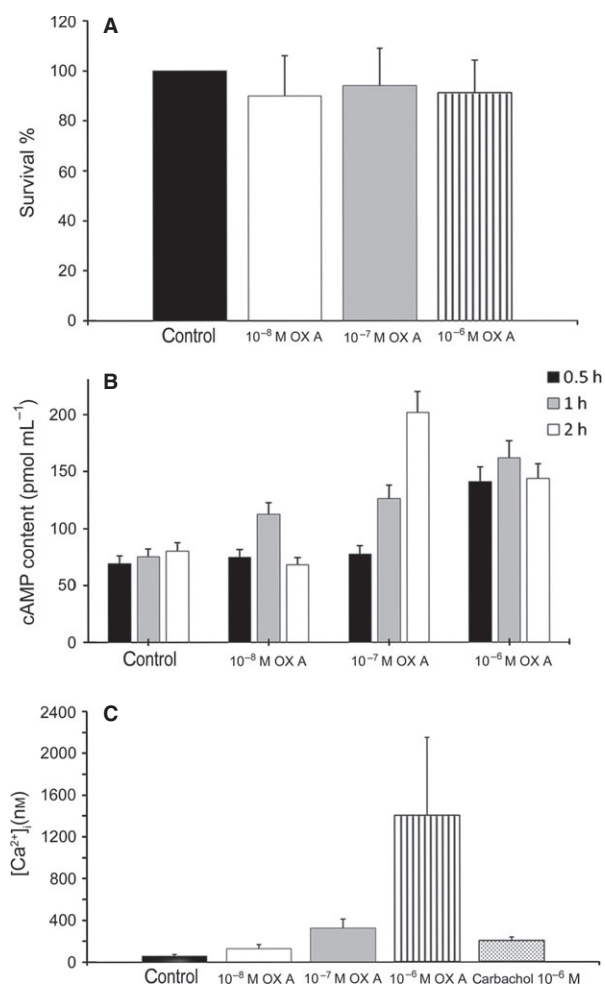 A
Survival %
120
100
80
60
40
20
0
Control
10⁻⁸ M OX A
10⁻⁷ M OX A
10⁻⁶ M OX A
B
0.5 h
1 h
2 h
cAMP content (pmol mL⁻¹)
200
150
100
50
0
Control
10⁻⁸ M OX A
10⁻⁷ M OX A
10⁻⁶ M OX A
C
[Ca²⁺]ᵢ(nM)
2400
2000
1600
1200
800
400
0
Control
10⁻⁸ M OX A
10⁻⁷ M OX A
10⁻⁶ M OX A
Carbachol 10⁻⁶ M